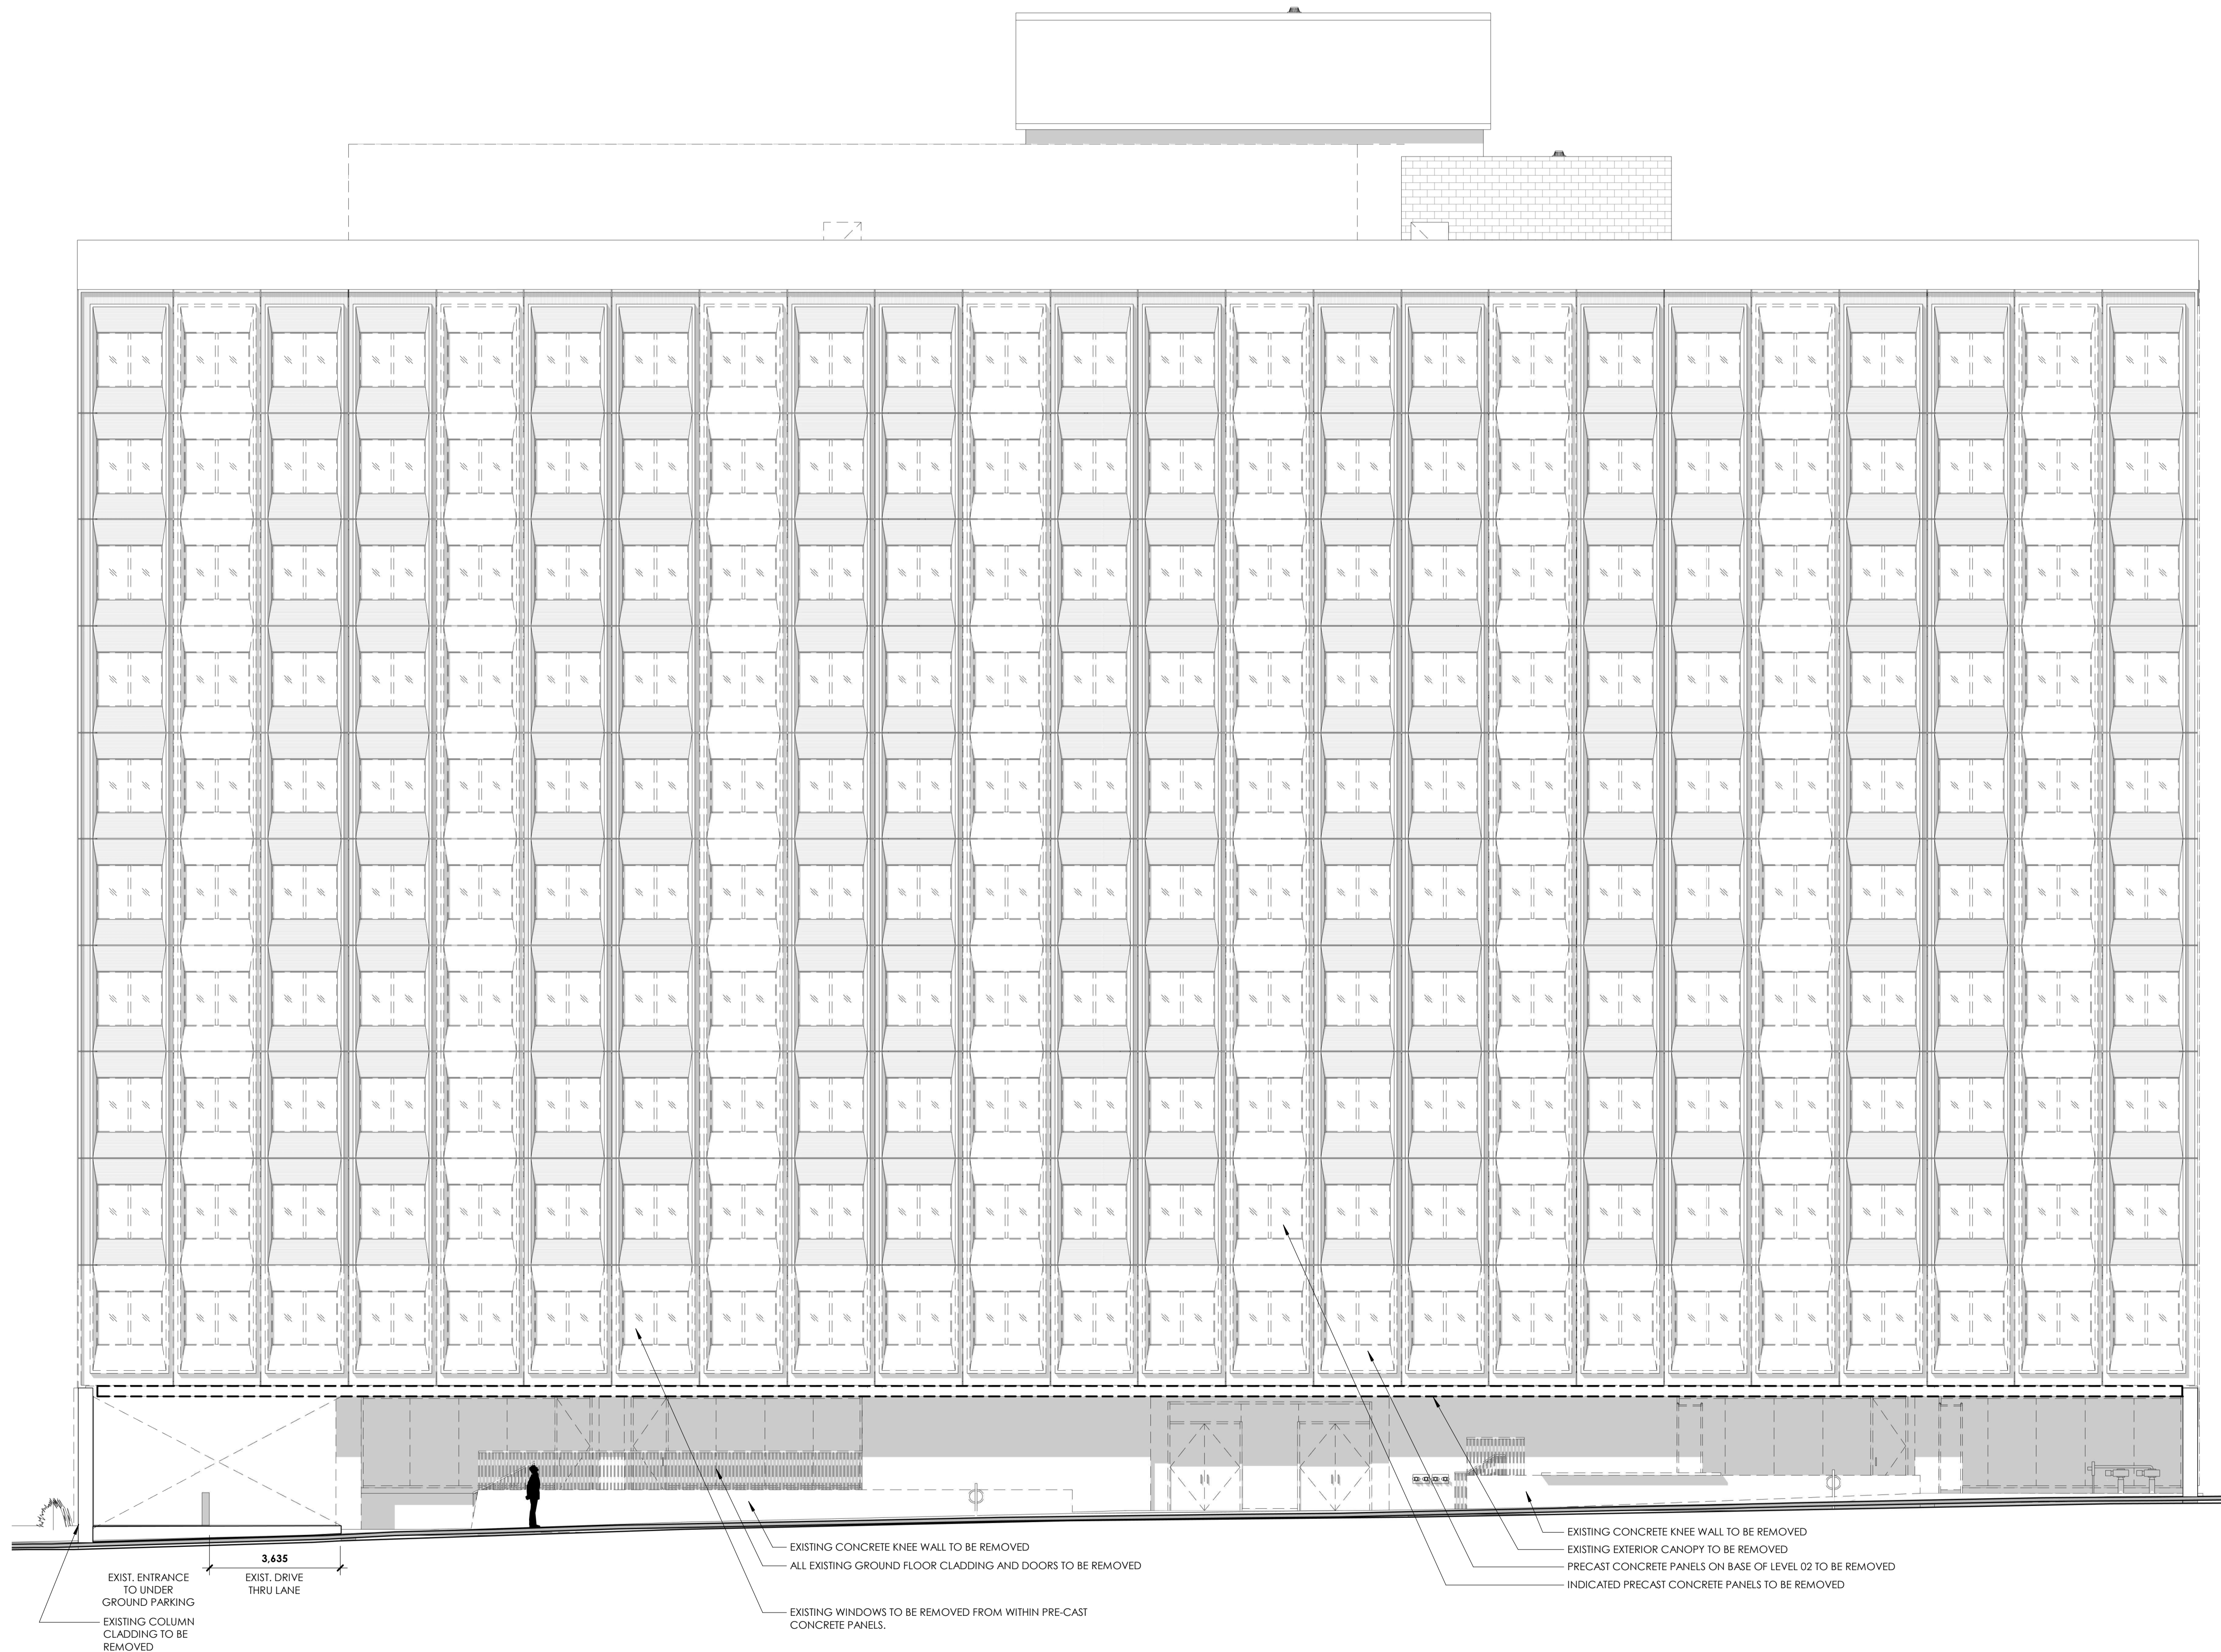 EXISTING CONCRETE KNEE WALL TO BE REMOVED
EXISTING EXTERIOR CANOPY TO BE REMOVED
PRECAST CONCRETE PANELS ON BASE OF LEVEL 02 TO BE REMOVED
INDICATED PRECAST CONCRETE PANELS TO BE REMOVED
EXISTING CONCRETE KNEE WALL TO BE REMOVED
ALL EXISTING GROUND FLOOR CLADDING AND DOORS TO BE REMOVED
EXISTING WINDOWS TO BE REMOVED FROM WITHIN PRE-CAST
CONCRETE PANELS.
3,635
EXIST. DRIVE
THRU LANE
EXIST. ENTRANCE
TO UNDER
GROUND PARKING
EXISTING COLUMN
CLADDING TO BE
REMOVED